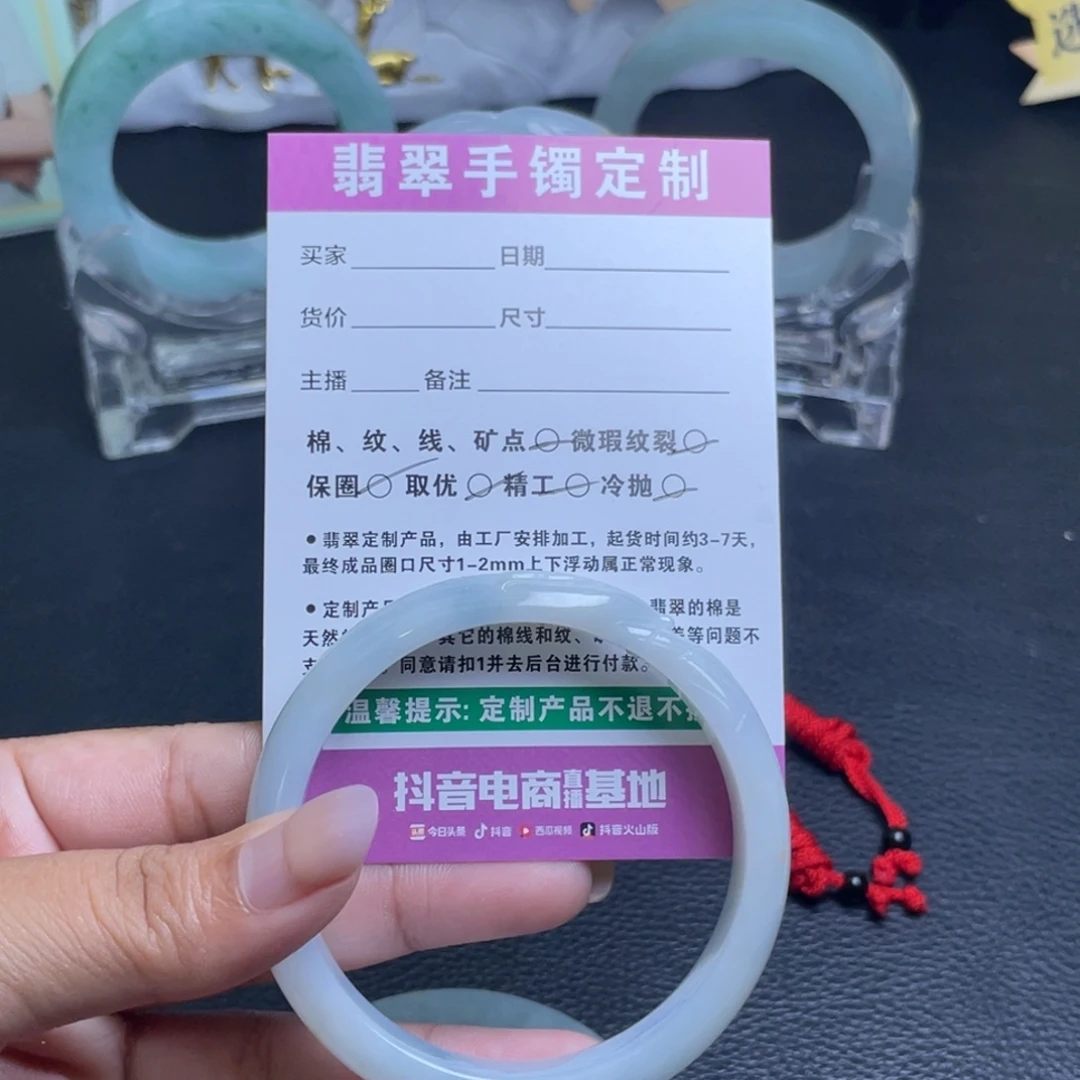 选
翡翠手镯定制
买家 日期
货价 尺寸
主播 备注
棉、纹、线、矿点○ 微瑕纹裂○
保圈○ 取优○ 精工○ 冷抛○
●翡翠定制产品，由工厂安排加工，起货时间约3-7天，
最终成品圈口尺寸1-2mm上下浮动属正常现象。
●定制产 翡翠的棉是
天然 其它的棉线和纹、 等问题不
同意请扣1并去后台进行付款。
温馨提示: 定制产品不退不
抖音电商直播基地
头条 今日头条 抖音 西瓜视频 抖音火山版